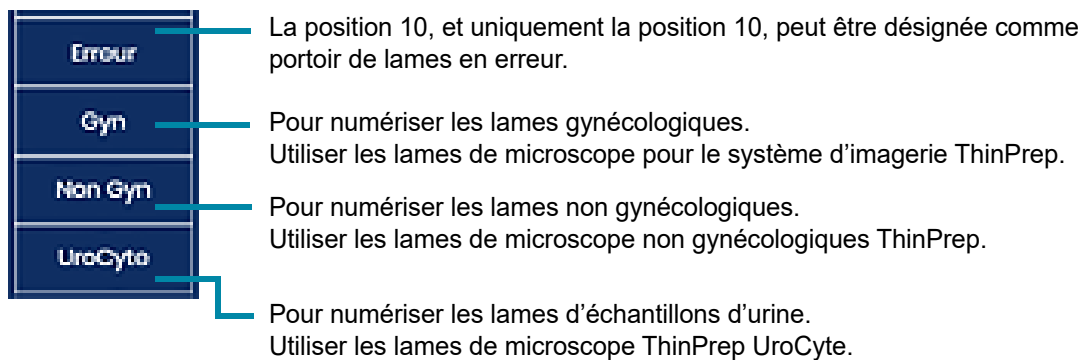 Erreur
La position 10, et uniquement la position 10, peut être désignée comme
portoir de lames en erreur.
Gyn
Pour numériser les lames gynécologiques.
Utiliser les lames de microscope pour le système d'imagerie ThinPrep.
Non Gyn
Pour numériser les lames non gynécologiques.
Utiliser les lames de microscope non gynécologiques ThinPrep.
UroCyte
Pour numériser les lames d'échantillons d'urine.
Utiliser les lames de microscope ThinPrep UroCyte.